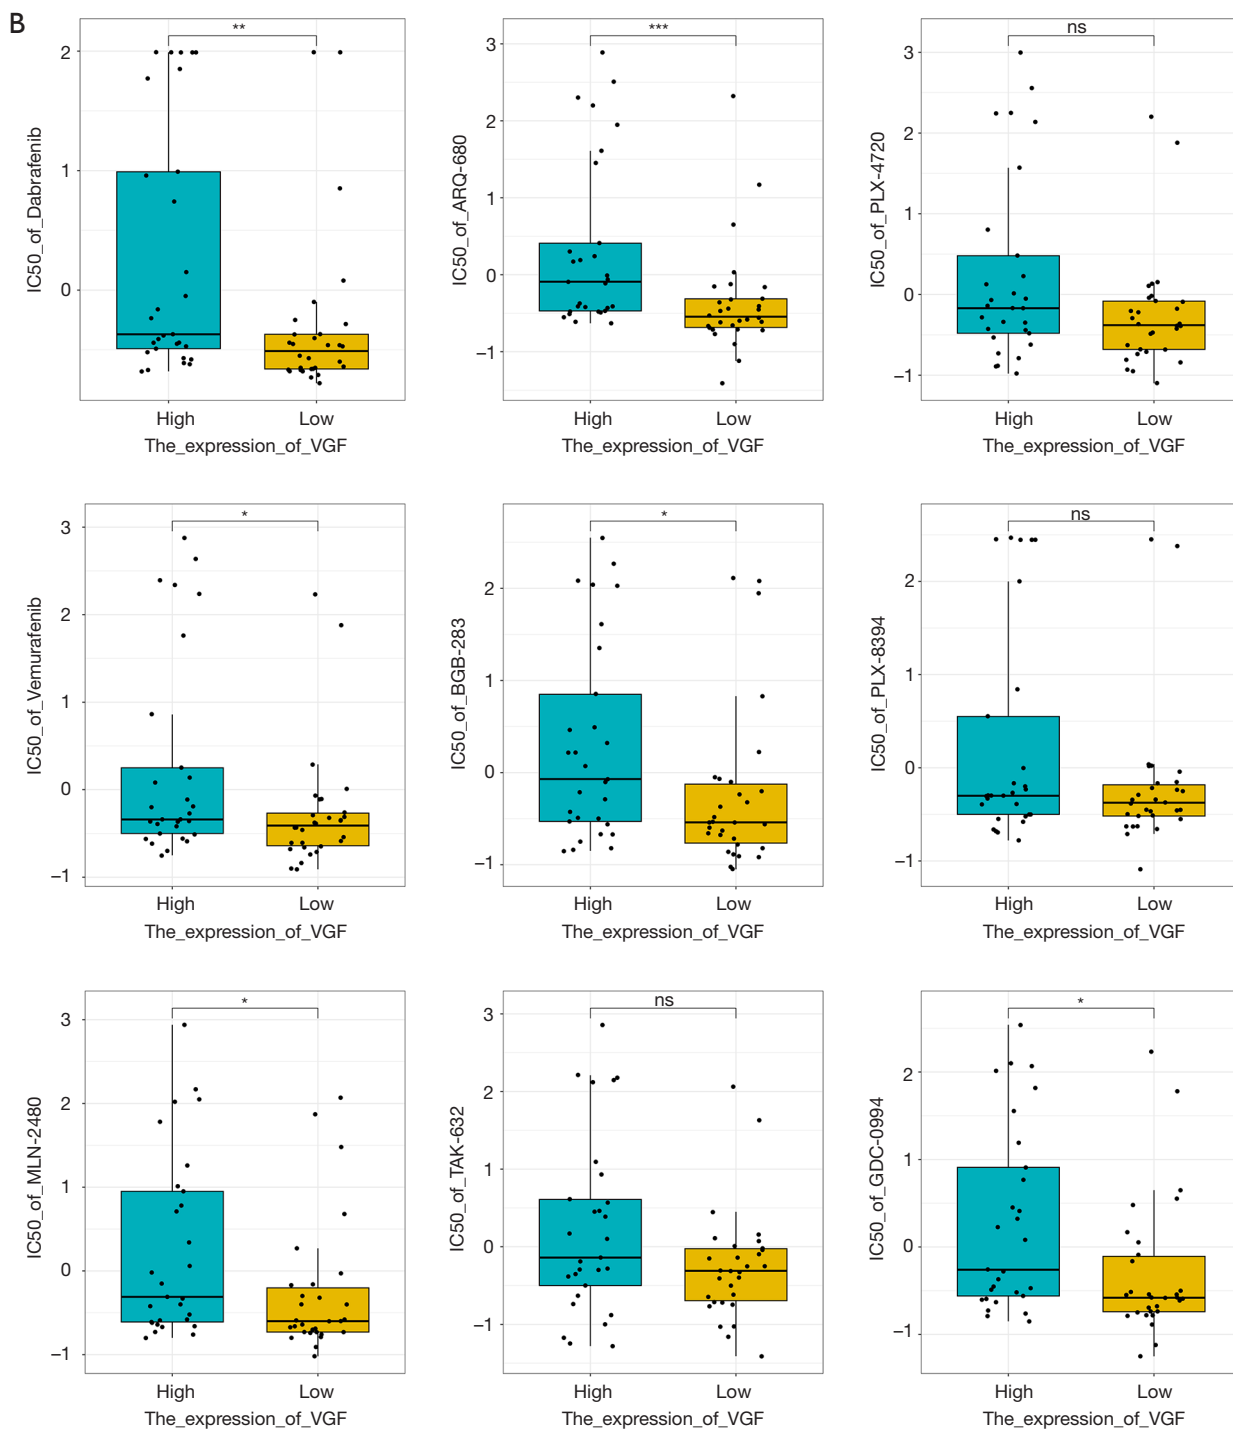 B
**
2
1
0
IC50_of_Dabrafenib
High Low
The_expression_of_VGF
***
3
2
1
0
−1
IC50_of_ARQ-680
High Low
The_expression_of_VGF
ns
3
2
1
0
−1
IC50_of_PLX-4720
High Low
The_expression_of_VGF
*
3
2
1
0
−1
IC50_of_Vemurafenib
High Low
The_expression_of_VGF
*
2
1
0
−1
IC50_of_BGB-283
High Low
The_expression_of_VGF
ns
2
1
0
−1
IC50_of_PLX-8394
High Low
The_expression_of_VGF
*
3
2
1
0
−1
IC50_of_MLN-2480
High Low
The_expression_of_VGF
ns
3
2
1
0
−1
IC50_of_TAK-632
High Low
The_expression_of_VGF
*
2
1
0
−1
IC50_of_GDC-0994
High Low
The_expression_of_VGF